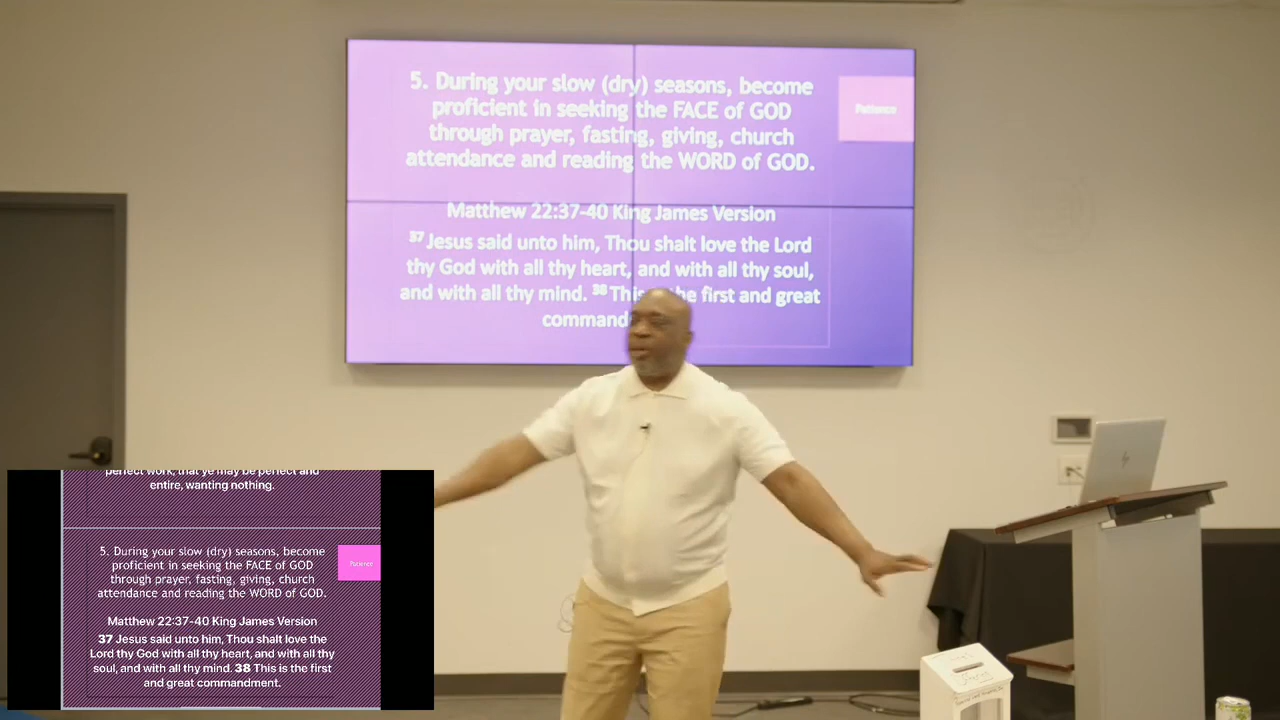 5. During your slow (dry) seasons, become
proficient in seeking the FACE of GOD
through prayer, fasting, giving, church
attendance and reading the WORD of GOD.
Patience
Matthew 22:37-40 King James Version
37 Jesus said unto him, Thou shalt love the Lord
thy God with all thy heart, and with all thy soul,
and with all thy mind. 38 This the first and great
command
perfect work, that ye may be perfect and
entire, wanting nothing.
5. During your slow (dry) seasons, become
proficient in seeking the FACE of GOD
through prayer, fasting, giving, church
attendance and reading the WORD of GOD.
Patience
Matthew 22:37-40 King James Version
37 Jesus said unto him, Thou shalt love the
Lord thy God with all thy heart, and with all thy
soul, and with all thy mind. 38 This is the first
and great commandment.